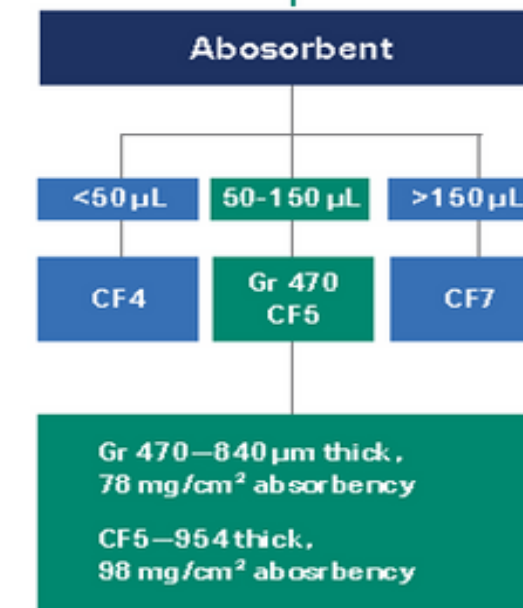 Abosorbent
<50 µL
50-150 µL
>150 µL
CF4
Gr 470
CF5
CF7
Gr 470—840 µm thick,
78 mg/cm² absorbency
CF5—954 thick,
98 mg/cm² abosrbency